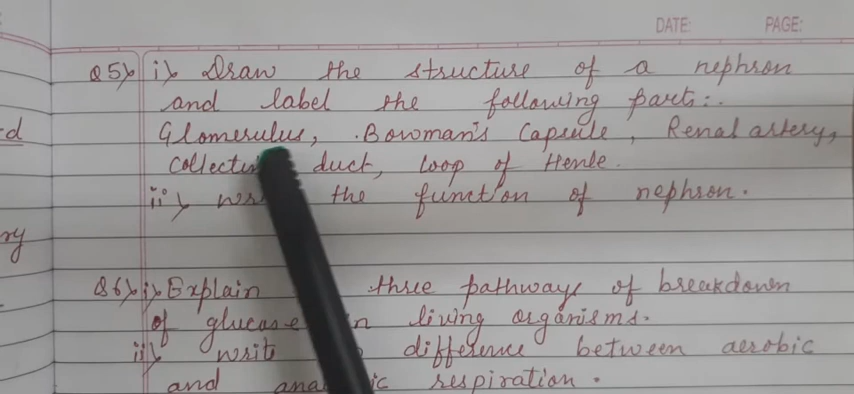 DATE: PAGE:
Q5) i) Draw the structure of a nephron
and label the following parts:.
Glomerulus, Bowman's Capsule, Renal artery,
d
duct, loop of Henle.
ii) the function of nephron.
ry
Q6) i) Explain three pathways of breakdown
of glucose in living organisms.
ii) difference between aerobic
and respiration.